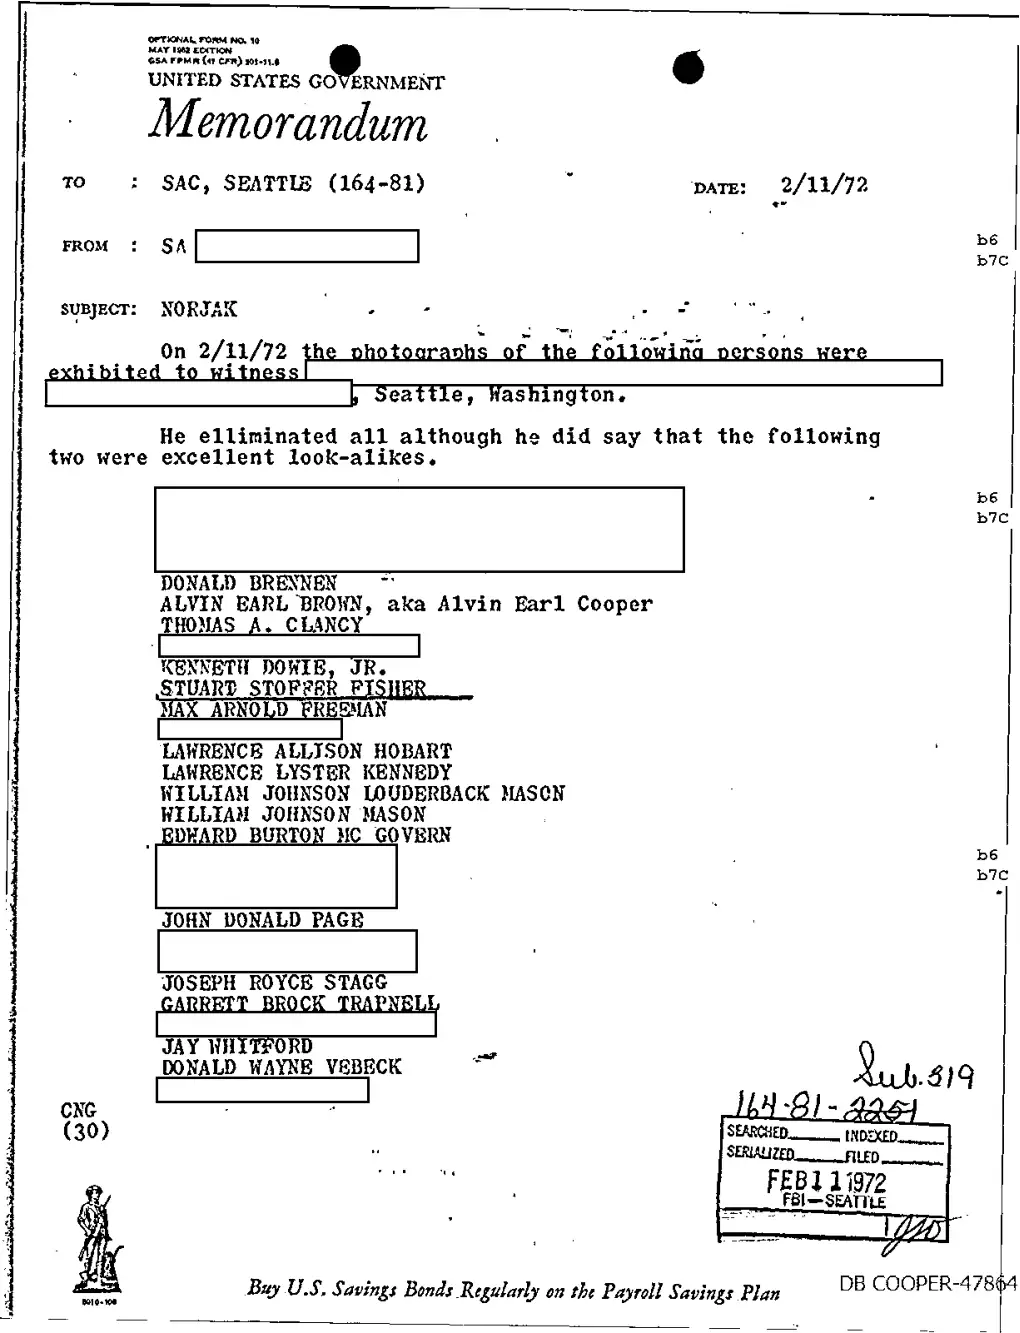 OPTIONAL FORM NO. 10
MAY 1962 EDITION
GSA FPMR (41 CFR) 101-11.6
UNITED STATES GOVERNMENT
Memorandum
TO : SAC, SEATTLE (164-81) DATE: 2/11/72
FROM : SA
b6
b7C
SUBJECT: NORJAK
On 2/11/72 the photographs of the following persons were
exhibited to witness
, Seattle, Washington.
He elliminated all although he did say that the following
two were excellent look-alikes.
b6
b7C
DONALD BRENNEN
ALVIN EARL BROWN, aka Alvin Earl Cooper
THOMAS A. CLANCY
KENNETH DOWIE, JR.
STUART STOFFER FISHER
MAX ARNOLD FREEMAN
LAWRENCE ALLISON HOBART
LAWRENCE LYSTER KENNEDY
WILLIAM JOHNSON LOUDERBACK MASON
WILLIAM JOHNSON MASON
EDWARD BURTON MC GOVERN
b6
b7C
JOHN DONALD PAGE
JOSEPH ROYCE STAGG
GARRETT BROCK TRAPNELL
JAY WHITFORD
DONALD WAYNE VEBECK
Sub. 319
CNG
(30)
164-81-2251
SEARCHED INDEXED
SERIALIZED FILED
FEB 11 1972
FBI—SEATTLE
5010-108
Buy U.S. Savings Bonds Regularly on the Payroll Savings Plan
DB COOPER-47864